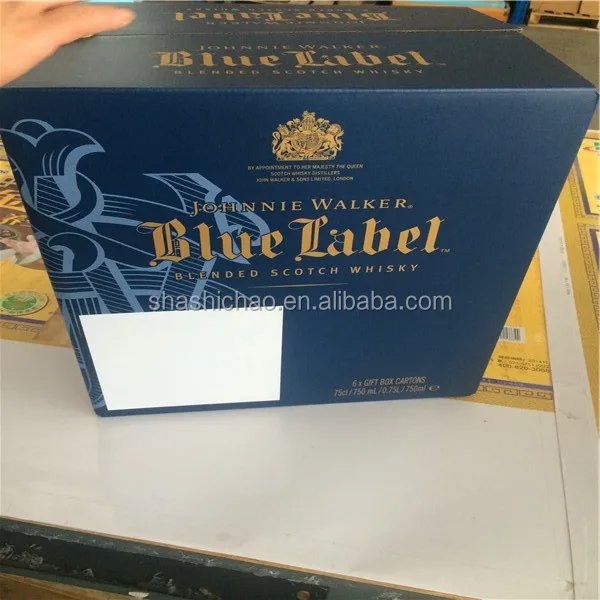 JOHNNIE WALKER
Blue Label
BLENDED SCOTCH WHISKY
BY APPOINTMENT TO HER MAJESTY THE QUEEN
SCOTCH WHISKY DISTILLERS
JOHN WALKER & SONS LIMITED, LONDON
JOHNNIE WALKER®
Blue Label™
BLENDED SCOTCH WHISKY
shashichao.en.alibaba.com
6 x GIFT BOX CARTONS
75cl / 750 mL / 0.75L / 750ml ℮